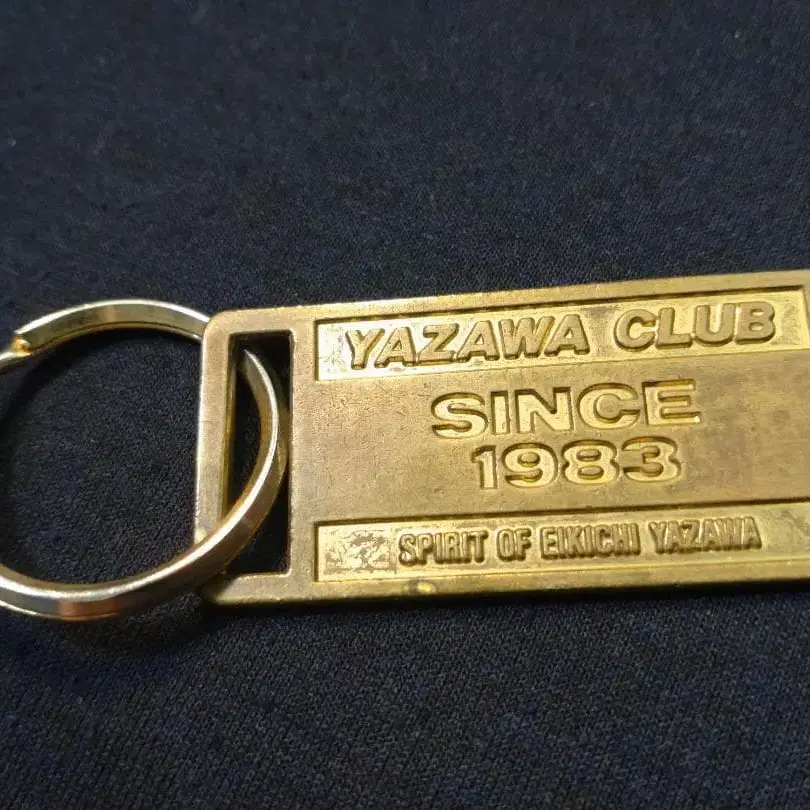 YAZAWA CLUB
SINCE
1983
SPIRIT OF EIKICHI YAZAWA